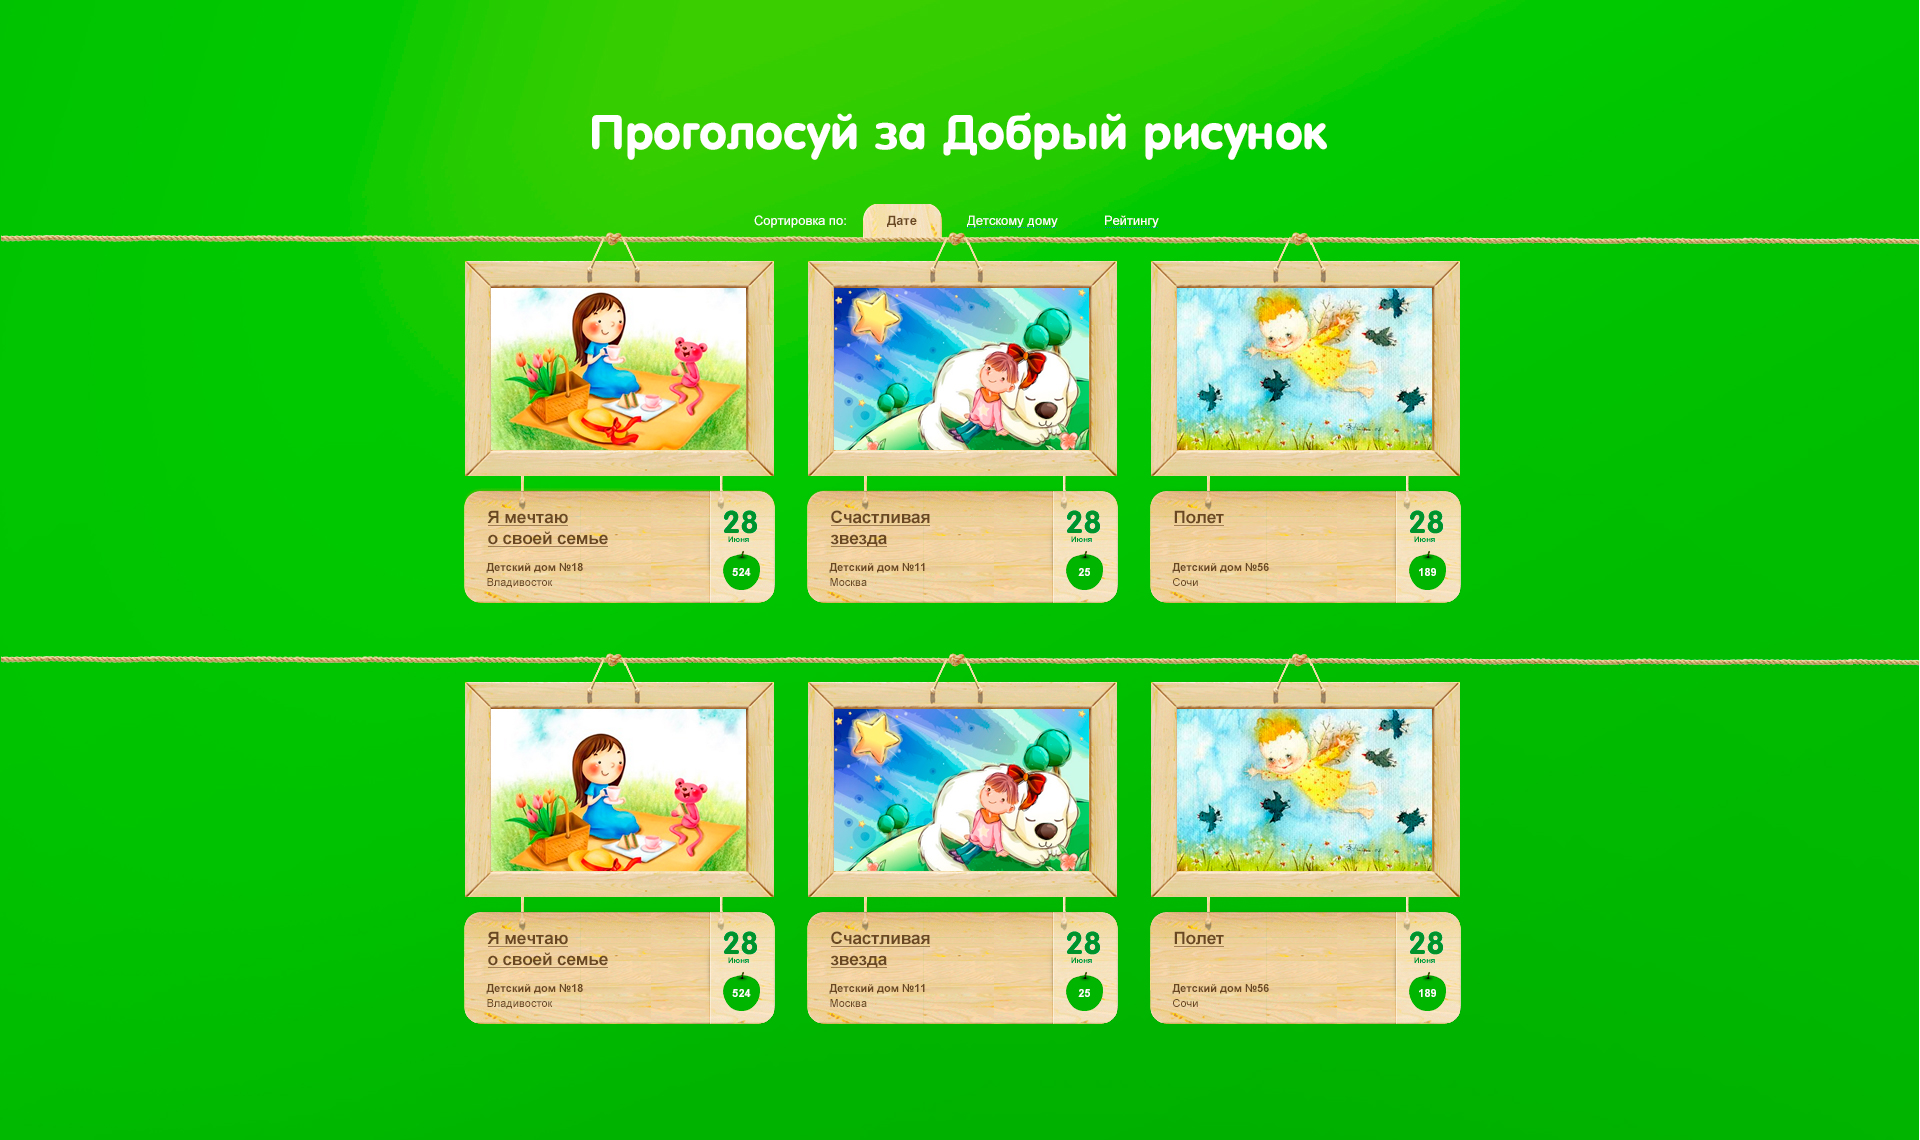 Проголосуй за Добрый рисунок
Сортировка по: Дате Детскому дому Рейтингу
Я мечтаю
о своей семье
Детский дом №18
Владивосток
28
Июня
524
Счастливая
звезда
Детский дом №11
Москва
28
Июня
25
Полет
Детский дом №56
Сочи
28
Июня
189
Я мечтаю
о своей семье
Детский дом №18
Владивосток
28
Июня
524
Счастливая
звезда
Детский дом №11
Москва
28
Июня
25
Полет
Детский дом №56
Сочи
28
Июня
189